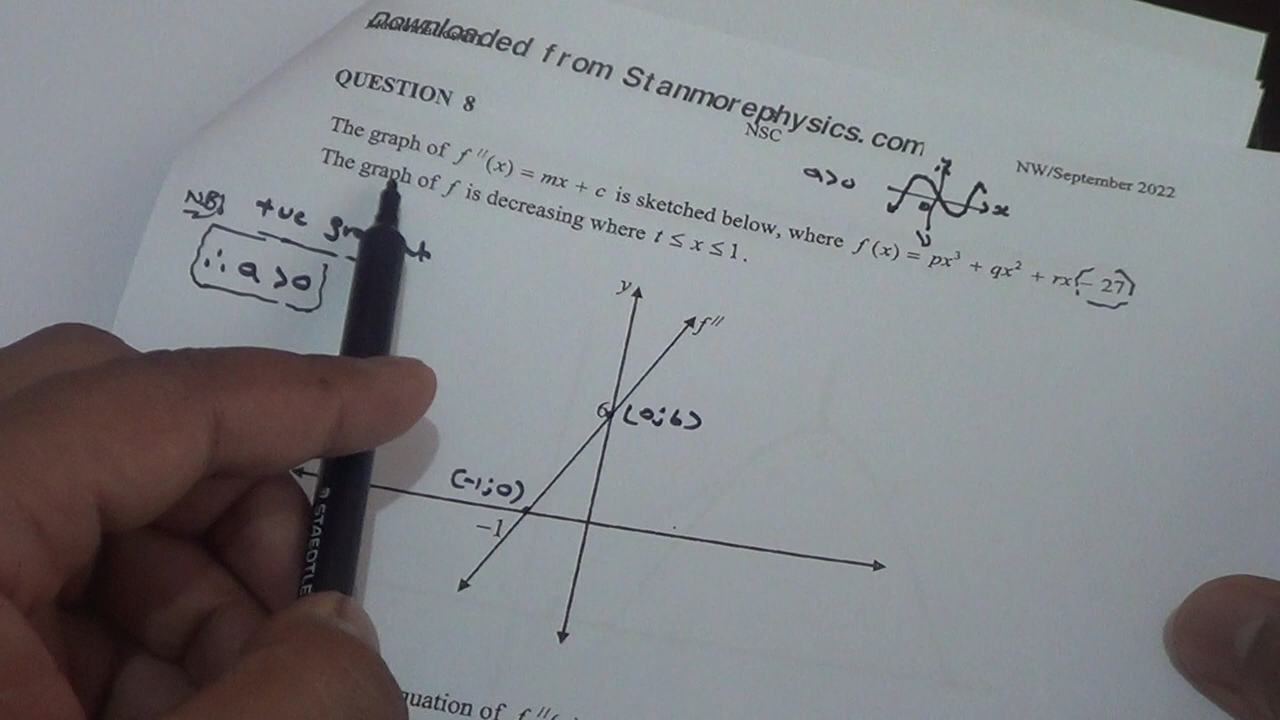 Downloaded from Stanmorephysics.com
NSC
NW/September 2022
QUESTION 8
a>0
x
The graph of f''(x) = mx + c is sketched below, where f(x) = px³ + qx² + rx(− 27)
The graph of f is decreasing where t ≤ x ≤ 1.
NB! +ve
∴ a >0
y
f''
6 (0;6)
(-1;0)
−1
STAEDTLE
uation of f''(